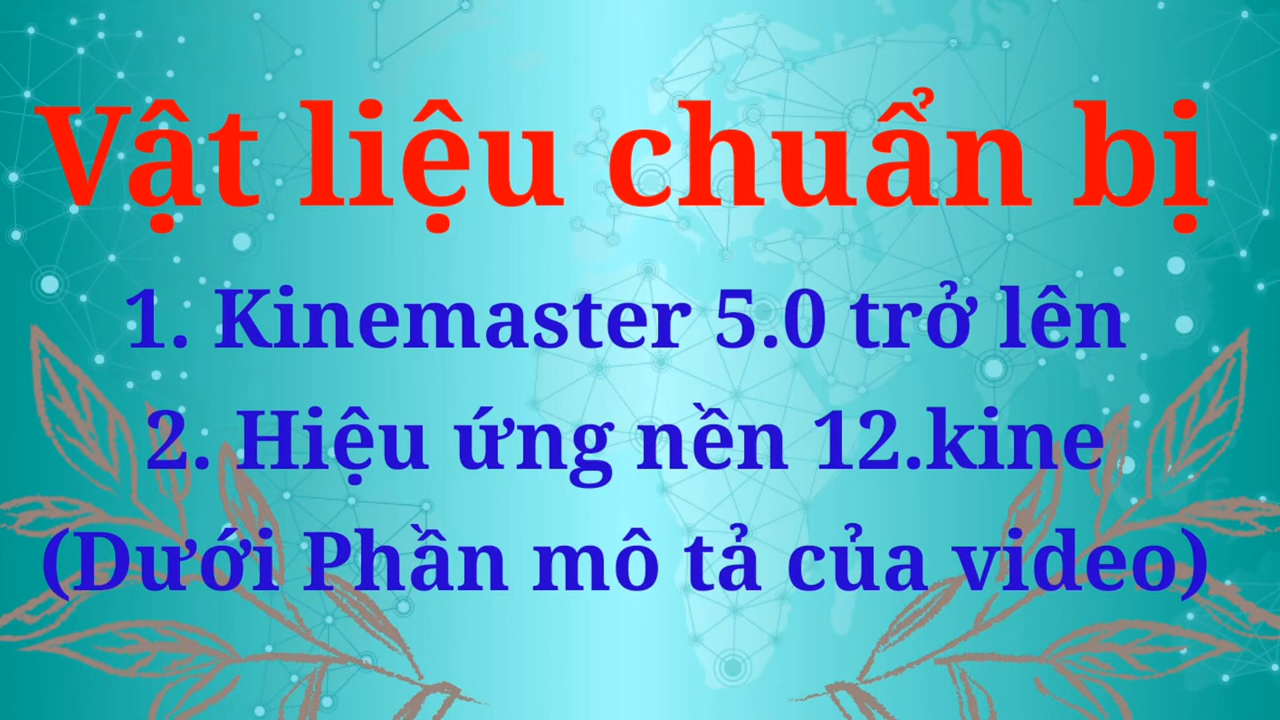 Vật liệu chuẩn bị
1. Kinemaster 5.0 trở lên
2. Hiệu ứng nền 12.kine
(Dưới Phần mô tả của video)